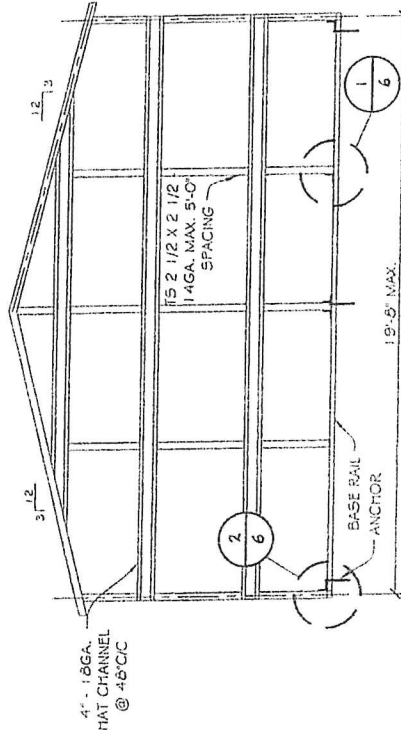 4" - 18GA.
HAT CHANNEL
@ 48"C/C
3
12
12
3
TS 2 1/2 X 2 1/2
14GA. MAX. 5'-0"
SPACING
2
6
1
6
BASE RAIL
ANCHOR
19'-8" MAX.